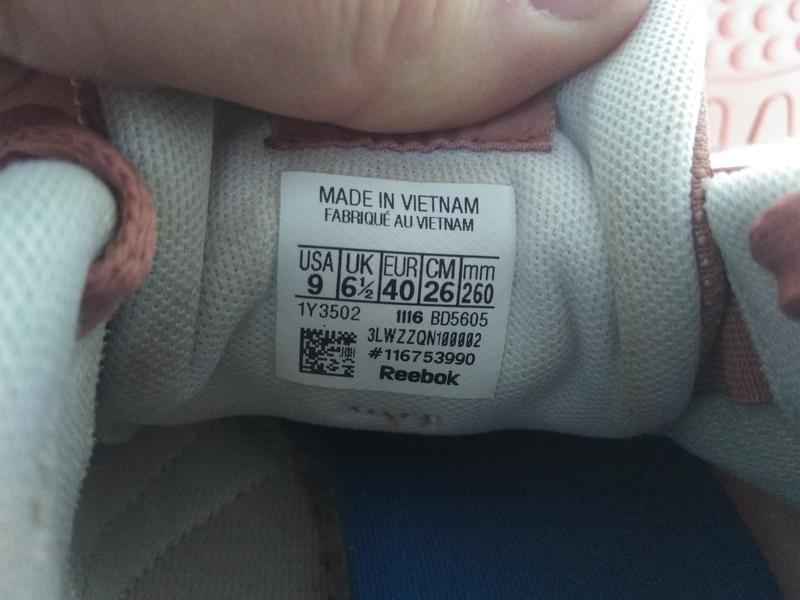 MADE IN VIETNAM
FABRIQUÉ AU VIETNAM
USA UK EUR CM mm
9 6½ 40 26 260
1Y3502 1116 BD5605
3LWZZQN100002
#116753990
Reebok